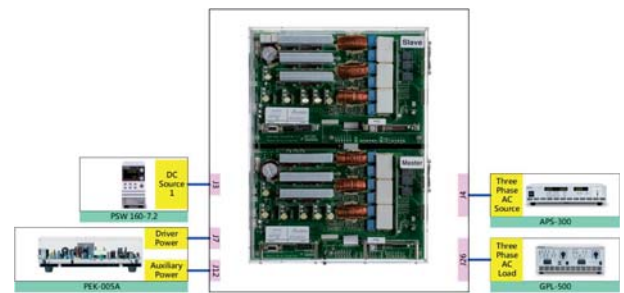 Slave
Master
J3
DC
Source
1
PSW 160-7.2
J7
Driver
Power
J12
Auxiliary
Power
PEK-005A
J4
Three
Phase
AC
Source
APS-300
J26
Three
Phase
AC
Load
GPL-500